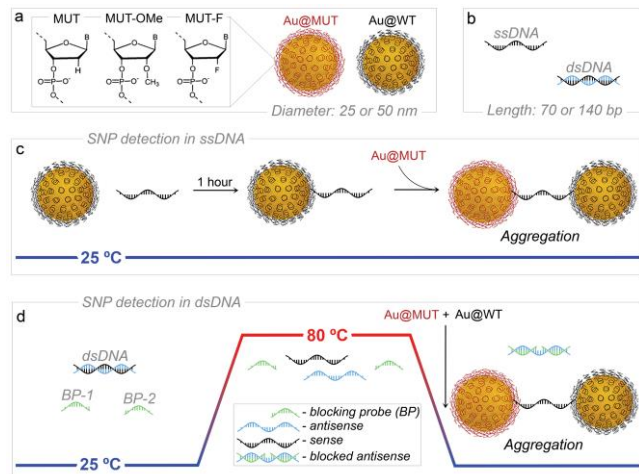 a
MUT MUT-OMe MUT-F
B B B
O O O
O H O O O F
O=P-O⁻ O=P-O⁻ CH₃ O=P-O⁻
O O O
Au@MUT Au@WT
Diameter: 25 or 50 nm
b
ssDNA
dsDNA
Length: 70 or 140 bp
SNP detection in ssDNA
c
1 hour
Au@MUT
Aggregation
25 ºC
SNP detection in dsDNA
d
dsDNA
BP-1 BP-2
25 ºC
80 ºC
- blocking probe (BP)
- antisense
- sense
- blocked antisense
Au@MUT + Au@WT
Aggregation